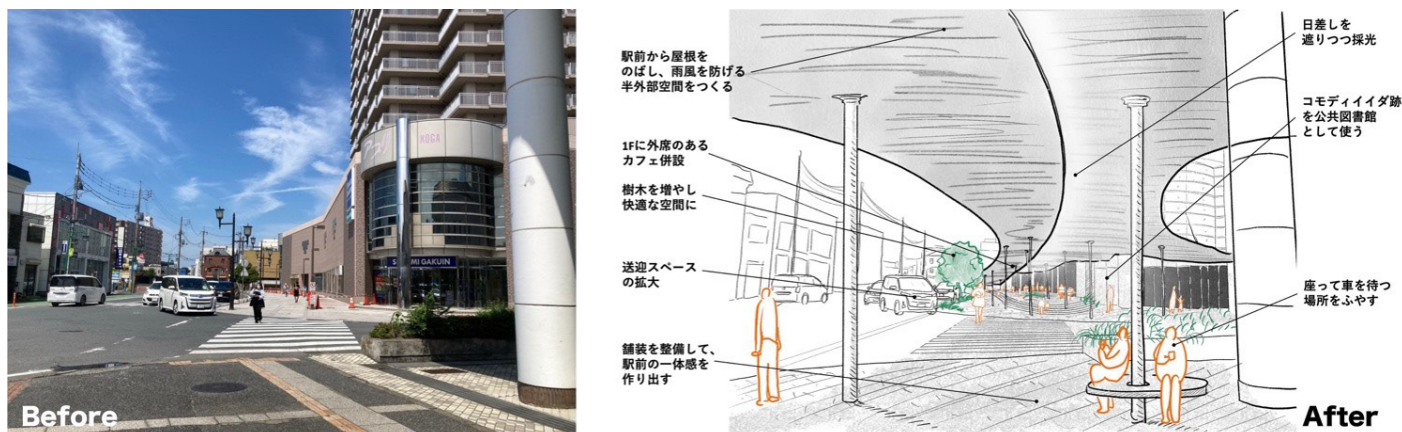 KOGA
SUGAMI GAKUIN
Before
駅前から屋根を
のばし、雨風を防げる
半外部空間をつくる
1Fに外席のある
カフェ併設
樹木を増やし
快適な空間に
送迎スペース
の拡大
舗装を整備して、
駅前の一体感を
作り出す
日差しを
遮りつつ採光
コモディイイダ跡
を公共図書館
として使う
座って車を待つ
場所をふやす
After